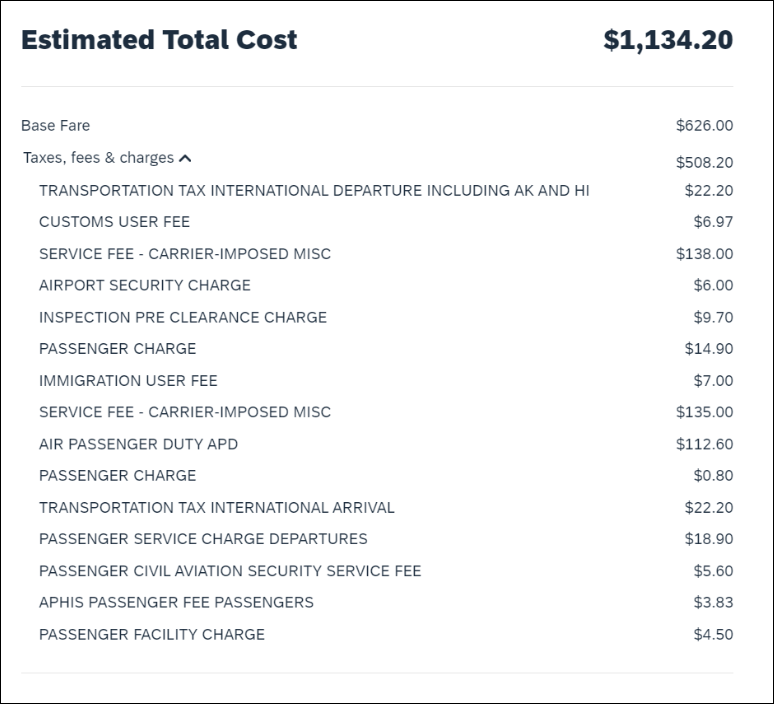 Estimated Total Cost $1,134.20
Base Fare $626.00
Taxes, fees & charges $508.20
TRANSPORTATION TAX INTERNATIONAL DEPARTURE INCLUDING AK AND HI $22.20
CUSTOMS USER FEE $6.97
SERVICE FEE - CARRIER-IMPOSED MISC $138.00
AIRPORT SECURITY CHARGE $6.00
INSPECTION PRE CLEARANCE CHARGE $9.70
PASSENGER CHARGE $14.90
IMMIGRATION USER FEE $7.00
SERVICE FEE - CARRIER-IMPOSED MISC $135.00
AIR PASSENGER DUTY APD $112.60
PASSENGER CHARGE $0.80
TRANSPORTATION TAX INTERNATIONAL ARRIVAL $22.20
PASSENGER SERVICE CHARGE DEPARTURES $18.90
PASSENGER CIVIL AVIATION SECURITY SERVICE FEE $5.60
APHIS PASSENGER FEE PASSENGERS $3.83
PASSENGER FACILITY CHARGE $4.50